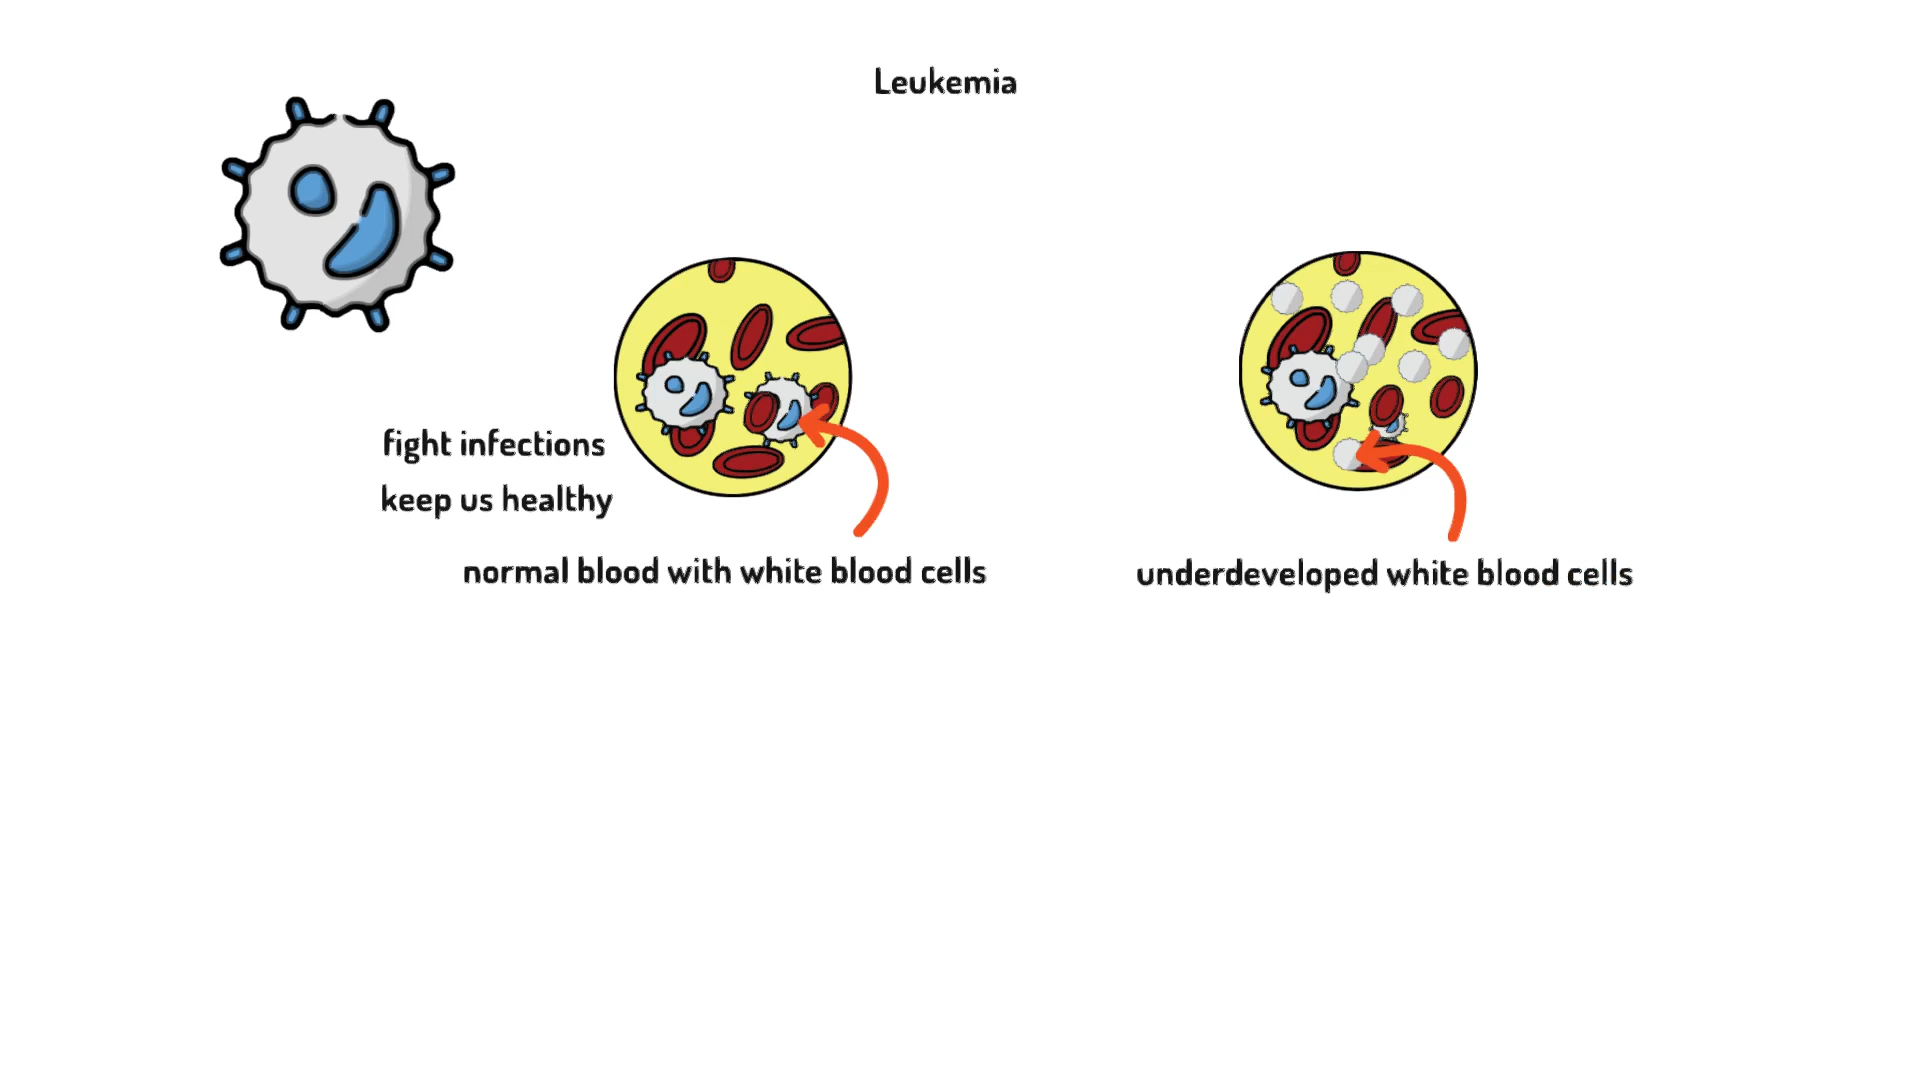 Leukemia
fight infections
keep us healthy
normal blood with white blood cells
underdeveloped white blood cells